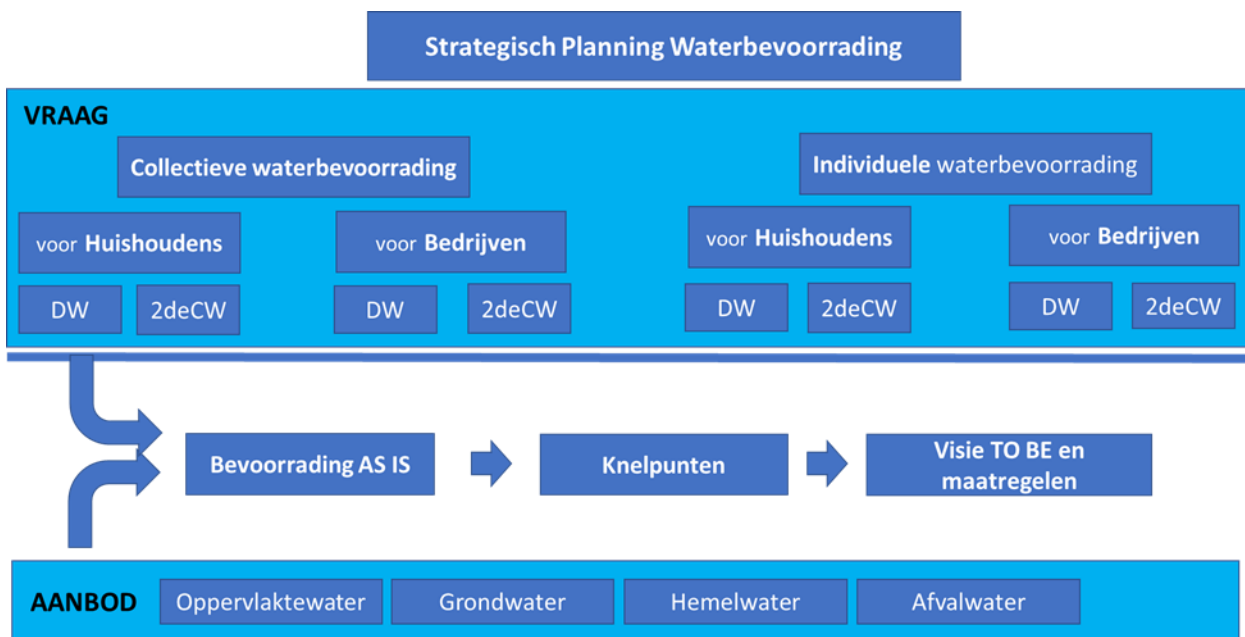 Strategisch Planning Waterbevoorrading
VRAAG
Collectieve waterbevoorrading
Individuele waterbevoorrading
voor Huishoudens
voor Bedrijven
voor Huishoudens
voor Bedrijven
DW
2deCW
DW
2deCW
DW
2deCW
DW
2deCW
Bevoorrading AS IS
Knelpunten
Visie TO BE en
maatregelen
AANBOD
Oppervlaktewater
Grondwater
Hemelwater
Afvalwater